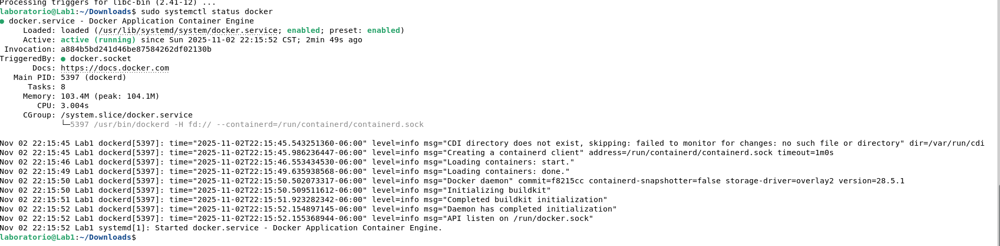 Processing triggers for libc-bin (2.41-12) ...
laboratorio@Lab1:~/Downloads$ sudo systemctl status docker
● docker.service - Docker Application Container Engine
     Loaded: loaded (/usr/lib/systemd/system/docker.service; enabled; preset: enabled)
     Active: active (running) since Sun 2025-11-02 22:15:52 CST; 2min 49s ago
 Invocation: a884b5bd241d46be87584262df02130b
TriggeredBy: ● docker.socket
       Docs: https://docs.docker.com
   Main PID: 5397 (dockerd)
      Tasks: 8
     Memory: 103.4M (peak: 104.1M)
        CPU: 3.004s
     CGroup: /system.slice/docker.service
             └─5397 /usr/bin/dockerd -H fd:// --containerd=/run/containerd/containerd.sock

Nov 02 22:15:45 Lab1 dockerd[5397]: time="2025-11-02T22:15:45.543251360-06:00" level=info msg="CDI directory does not exist, skipping: failed to monitor for changes: no such file or directory" dir=/var/run/cdi
Nov 02 22:15:45 Lab1 dockerd[5397]: time="2025-11-02T22:15:45.986236447-06:00" level=info msg="Creating a containerd client" address=/run/containerd/containerd.sock timeout=1m0s
Nov 02 22:15:46 Lab1 dockerd[5397]: time="2025-11-02T22:15:46.553434530-06:00" level=info msg="Loading containers: start."
Nov 02 22:15:49 Lab1 dockerd[5397]: time="2025-11-02T22:15:49.635938568-06:00" level=info msg="Loading containers: done."
Nov 02 22:15:50 Lab1 dockerd[5397]: time="2025-11-02T22:15:50.502073317-06:00" level=info msg="Docker daemon" commit=f8215cc containerd-snapshotter=false storage-driver=overlay2 version=28.5.1
Nov 02 22:15:50 Lab1 dockerd[5397]: time="2025-11-02T22:15:50.509511612-06:00" level=info msg="Initializing buildkit"
Nov 02 22:15:51 Lab1 dockerd[5397]: time="2025-11-02T22:15:51.923282342-06:00" level=info msg="Completed buildkit initialization"
Nov 02 22:15:52 Lab1 dockerd[5397]: time="2025-11-02T22:15:52.154897145-06:00" level=info msg="Daemon has completed initialization"
Nov 02 22:15:52 Lab1 dockerd[5397]: time="2025-11-02T22:15:52.155368944-06:00" level=info msg="API listen on /run/docker.sock"
Nov 02 22:15:52 Lab1 systemd[1]: Started docker.service - Docker Application Container Engine.
laboratorio@Lab1:~/Downloads$